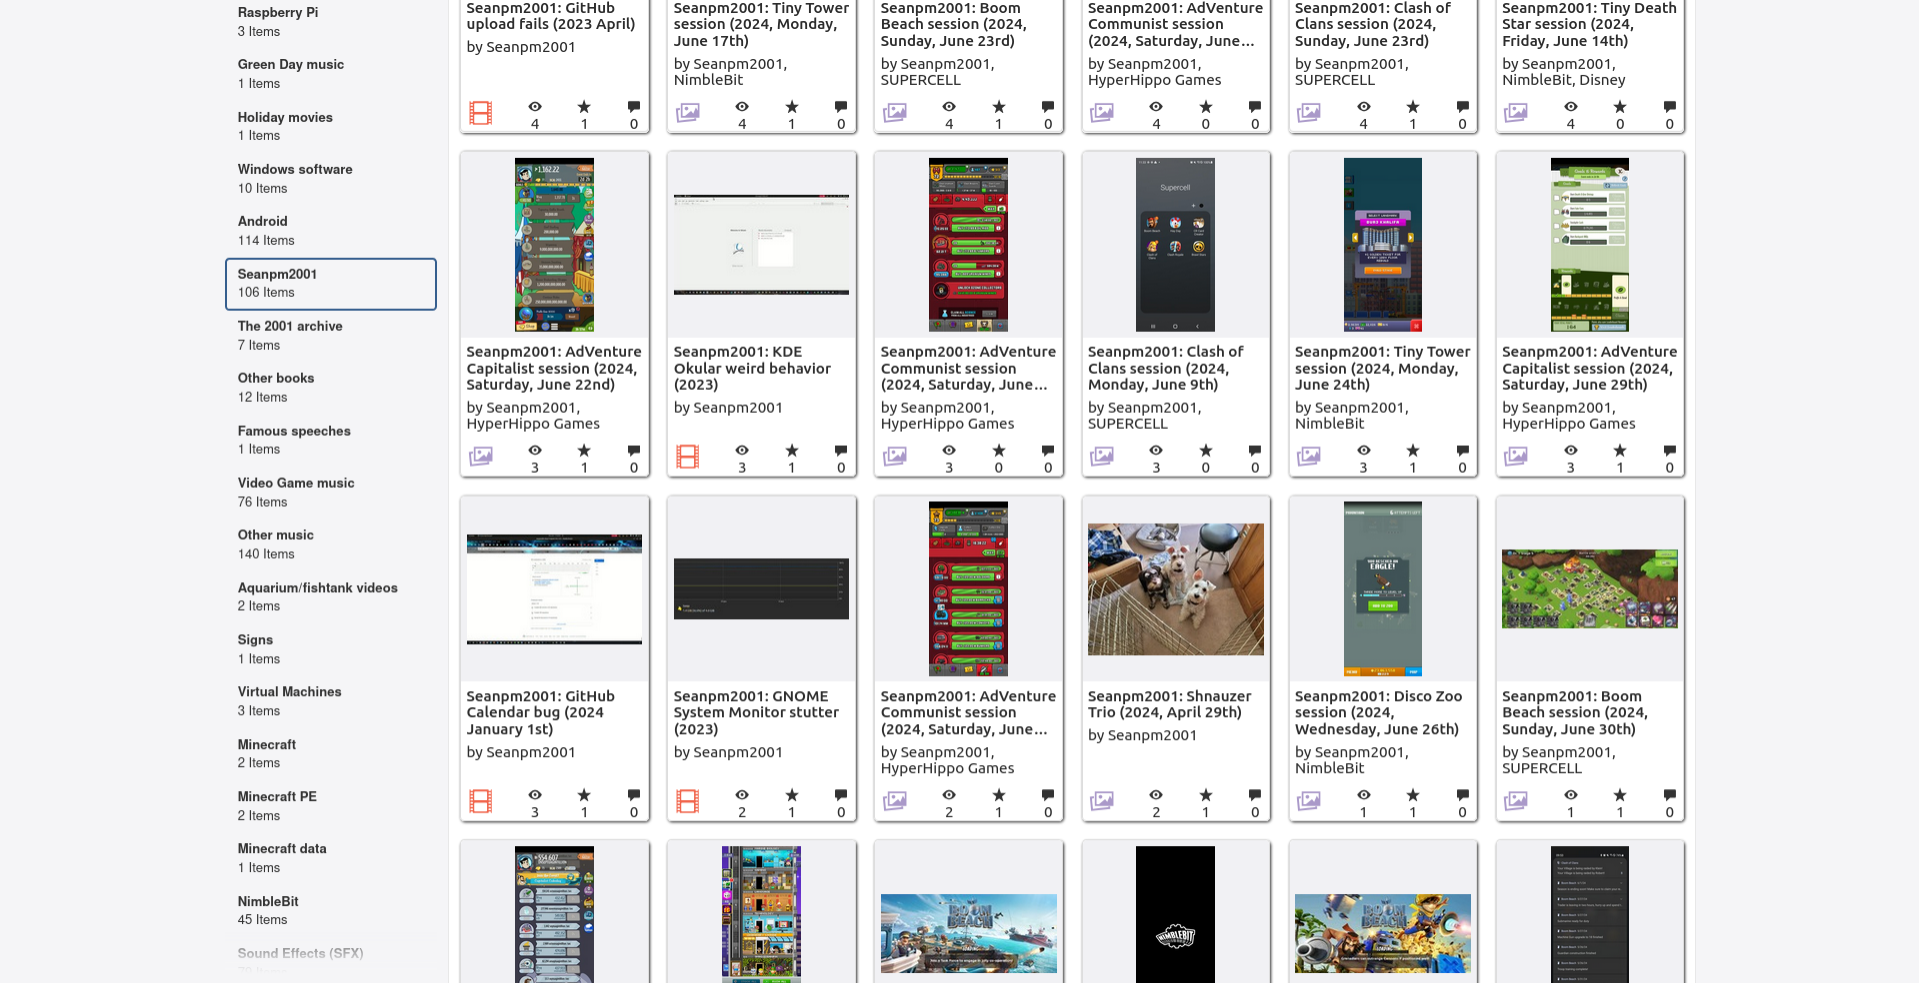 Raspberry Pi
3 Items
Green Day music
1 Items
Holiday movies
1 Items
Windows software
10 Items
Android
114 Items
Seanpm2001
106 Items
The 2001 archive
7 Items
Other books
12 Items
Famous speeches
1 Items
Video Game music
76 Items
Other music
140 Items
Aquarium/fishtank videos
2 Items
Signs
1 Items
Virtual Machines
3 Items
Minecraft
2 Items
Minecraft PE
2 Items
Minecraft data
1 Items
NimbleBit
45 Items
Sound Effects (SFX)
Seanpm2001: GitHub
upload fails (2023 April)
by Seanpm2001
4 1 0
Seanpm2001: Tiny Tower
session (2024, Monday,
June 17th)
by Seanpm2001,
NimbleBit
4 1 0
Seanpm2001: Boom
Beach session (2024,
Sunday, June 23rd)
by Seanpm2001,
SUPERCELL
4 1 0
Seanpm2001: AdVenture
Communist session
(2024, Saturday, June...
by Seanpm2001,
HyperHippo Games
4 0 0
Seanpm2001: Clash of
Clans session (2024,
Sunday, June 23rd)
by Seanpm2001,
SUPERCELL
4 1 0
Seanpm2001: Tiny Death
Star session (2024,
Friday, June 14th)
by Seanpm2001,
NimbleBit, Disney
4 0 0
Seanpm2001: AdVenture
Capitalist session (2024,
Saturday, June 22nd)
by Seanpm2001,
HyperHippo Games
3 1 0
Seanpm2001: KDE
Okular weird behavior
(2023)
by Seanpm2001
3 1 0
Seanpm2001: AdVenture
Communist session
(2024, Saturday, June...
by Seanpm2001,
HyperHippo Games
3 0 0
Supercell
Seanpm2001: Clash of
Clans session (2024,
Monday, June 9th)
by Seanpm2001,
SUPERCELL
3 0 0
Seanpm2001: Tiny Tower
session (2024, Monday,
June 24th)
by Seanpm2001,
NimbleBit
3 1 0
Seanpm2001: AdVenture
Capitalist session (2024,
Saturday, June 29th)
by Seanpm2001,
HyperHippo Games
3 1 0
Seanpm2001: GitHub
Calendar bug (2024
January 1st)
by Seanpm2001
3 1 0
Seanpm2001: GNOME
System Monitor stutter
(2023)
by Seanpm2001
2 1 0
Seanpm2001: AdVenture
Communist session
(2024, Saturday, June...
by Seanpm2001,
HyperHippo Games
2 1 0
Seanpm2001: Shnauzer
Trio (2024, April 29th)
by Seanpm2001
2 1 0
EAGLE!
Seanpm2001: Disco Zoo
session (2024,
Wednesday, June 26th)
by Seanpm2001,
NimbleBit
1 1 0
Seanpm2001: Boom
Beach session (2024,
Sunday, June 30th)
by Seanpm2001,
SUPERCELL
1 1 0
BOOM
BEACH
NIMBLEBIT
BOOM
BEACH